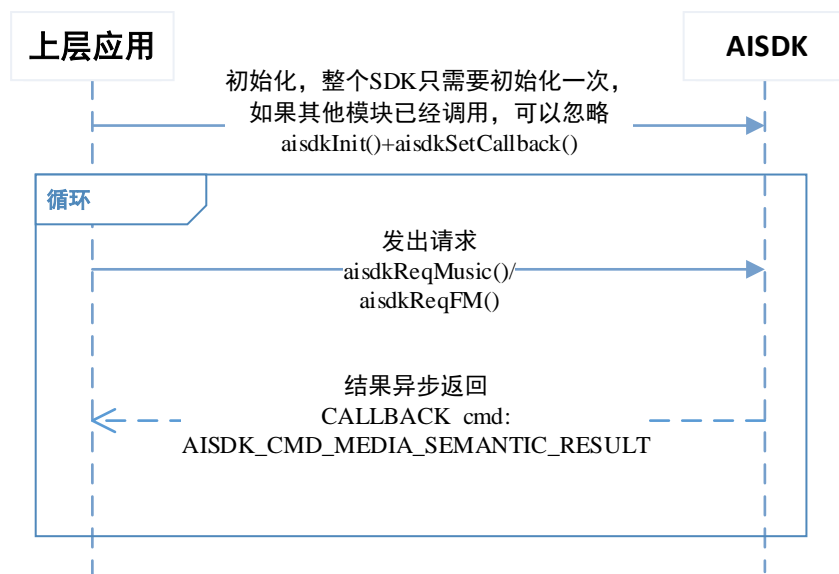 上层应用
AISDK
初始化，整个SDK只需要初始化一次，
如果其他模块已经调用，可以忽略
aisdkInit()+aisdkSetCallback()
循环
发出请求
aisdkReqMusic()/
aisdkReqFM()
结果异步返回
CALLBACK cmd:
AISDK_CMD_MEDIA_SEMANTIC_RESULT